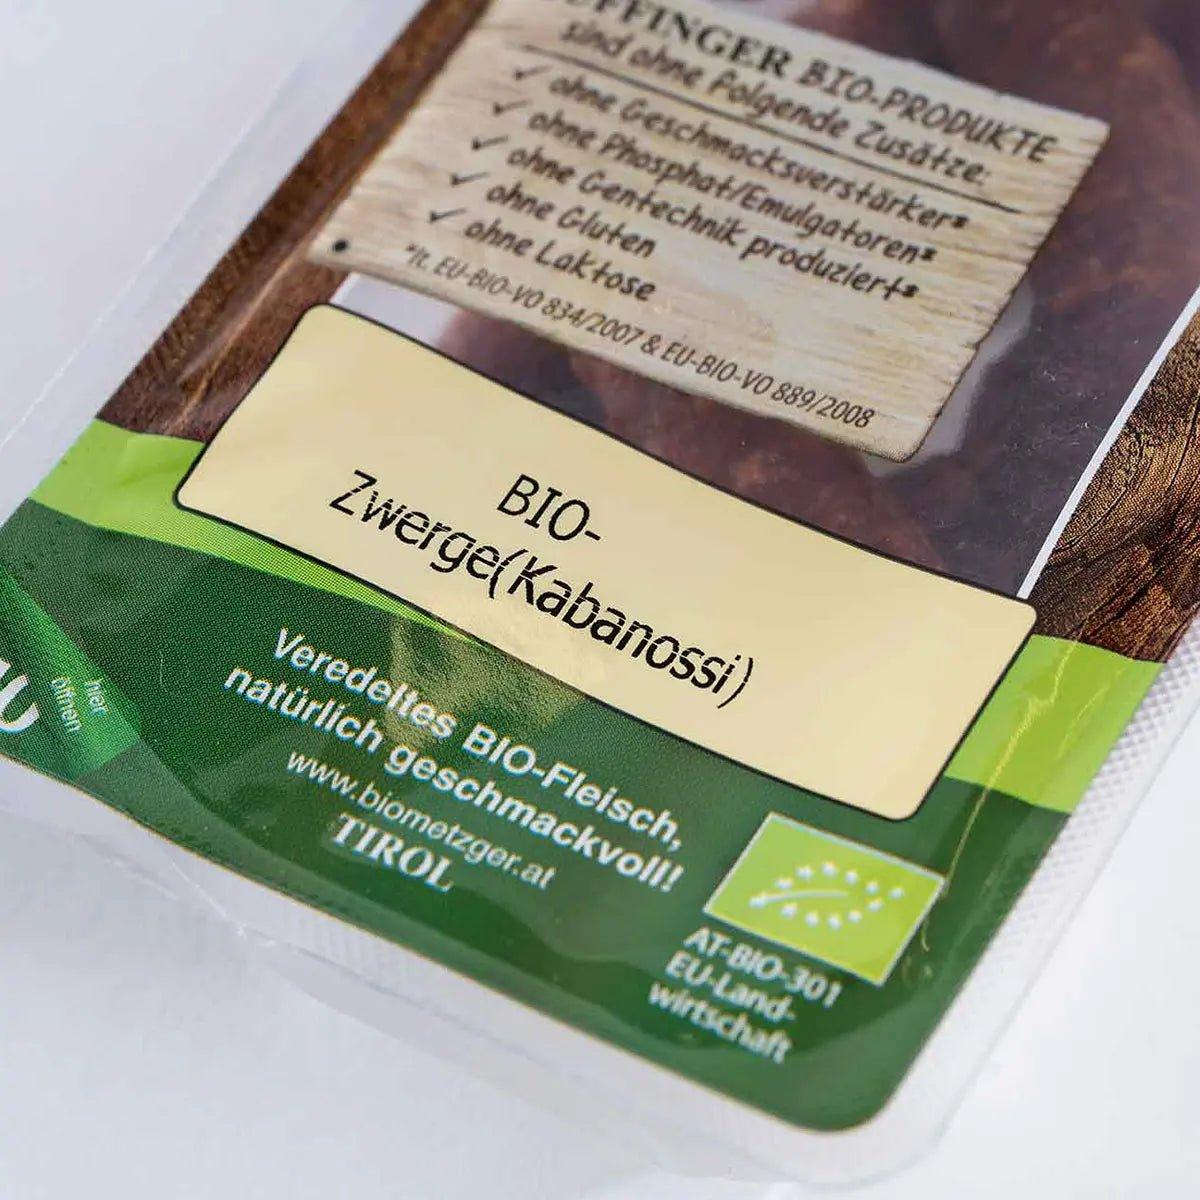 BIO-PRODUKTE
sind ohne folgende Zusätze:
✓ ohne Geschmacksverstärker*
✓ ohne Phosphat/Emulgatoren*
✓ ohne Gentechnik produziert*
✓ ohne Gluten
✓ ohne Laktose
*lt. EU-BIO-VO 834/2007 & EU-BIO-VO 889/2008
BIO-
Zwerge(Kabanossi)
hier
öffnen
Veredeltes BIO-Fleisch,
natürlich geschmackvoll!
www.biometzger.at
TIROL
AT-BIO-301
EU-Land-
wirtschaft